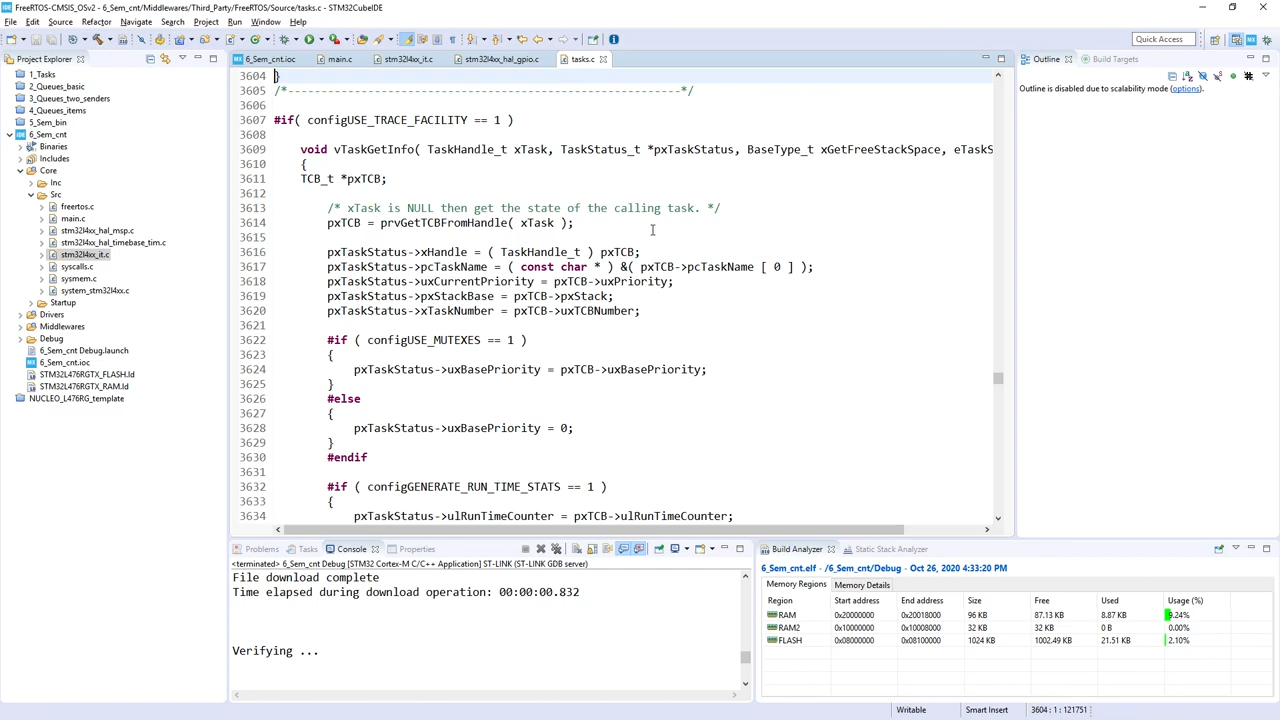 FreeRTOS-CMSIS_OSv2 - 6_Sem_cnt/Middlewares/Third_Party/FreeRTOS/Source/tasks.c - STM32CubeIDE
File Edit Source Refactor Navigate Search Project Run Window Help
Quick Access
Project Explorer
1_Tasks
2_Queues_basic
3_Queues_two_senders
4_Queues_items
5_Sem_bin
6_Sem_cnt
Binaries
Includes
Core
Inc
Src
freertos.c
main.c
stm32l4xx_hal_msp.c
stm32l4xx_hal_timebase_tim.c
stm32l4xx_it.c
syscalls.c
sysmem.c
system_stm32l4xx.c
Startup
Drivers
Middlewares
Debug
6_Sem_cnt Debug.launch
6_Sem_cnt.ioc
STM32L476RGTX_FLASH.ld
STM32L476RGTX_RAM.ld
NUCLEO_L476RG_template
6_Sem_cnt.ioc main.c stm32l4xx_it.c stm32l4xx_hal_gpio.c tasks.c
3604 }
3605 /*-----------------------------------------------------------*/
3606
3607 #if( configUSE_TRACE_FACILITY == 1 )
3608
3609 void vTaskGetInfo( TaskHandle_t xTask, TaskStatus_t *pxTaskStatus, BaseType_t xGetFreeStackSpace, eTaskS
3610 {
3611 TCB_t *pxTCB;
3612
3613 /* xTask is NULL then get the state of the calling task. */
3614 pxTCB = prvGetTCBFromHandle( xTask );
3615
3616 pxTaskStatus->xHandle = ( TaskHandle_t ) pxTCB;
3617 pxTaskStatus->pcTaskName = ( const char * ) &( pxTCB->pcTaskName [ 0 ] );
3618 pxTaskStatus->uxCurrentPriority = pxTCB->uxPriority;
3619 pxTaskStatus->pxStackBase = pxTCB->pxStack;
3620 pxTaskStatus->xTaskNumber = pxTCB->uxTCBNumber;
3621
3622 #if ( configUSE_MUTEXES == 1 )
3623 {
3624 pxTaskStatus->uxBasePriority = pxTCB->uxBasePriority;
3625 }
3626 #else
3627 {
3628 pxTaskStatus->uxBasePriority = 0;
3629 }
3630 #endif
3631
3632 #if ( configGENERATE_RUN_TIME_STATS == 1 )
3633 {
3634 pxTaskStatus->ulRunTimeCounter = pxTCB->ulRunTimeCounter;
Outline Build Targets
Outline is disabled due to scalability mode (options).
Problems Tasks Console Properties
<terminated> 6_Sem_cnt Debug [STM32 Cortex-M C/C++ Application] ST-LINK (ST-LINK GDB server)
File download complete
Time elapsed during download operation: 00:00:00.832
Verifying ...
Build Analyzer Static Stack Analyzer
6_Sem_cnt.elf - /6_Sem_cnt/Debug - Oct 26, 2020 4:33:20 PM
Memory Regions Memory Details
Region Start address End address Size Free Used Usage (%)
RAM 0x20000000 0x20018000 96 KB 87.13 KB 8.87 KB 9.24%
RAM2 0x10000000 0x10008000 32 KB 32 KB 0 B 0.00%
FLASH 0x08000000 0x08100000 1024 KB 1002.49 KB 21.51 KB 2.10%
Writable Smart Insert 3604 : 1 : 121751